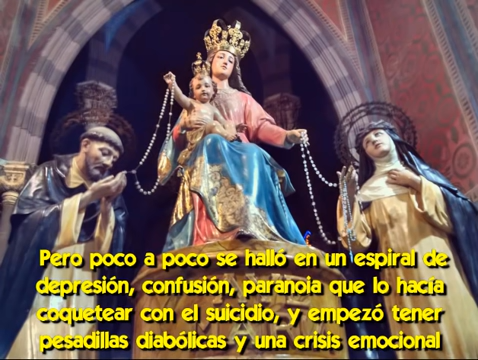 Pero poco a poco se halló en un espiral de
depresión, confusión, paranoia que lo hacía
coquetear con el suicidio, y empezó tener
pesadillas diabólicas y una crisis emocional